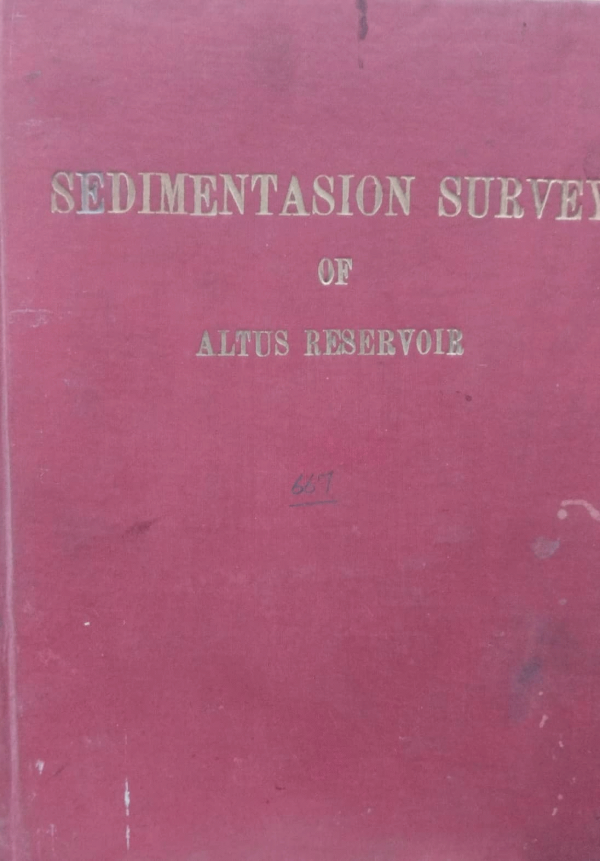 SEDIMENTASION SURVEY
OF
ALTUS RESERVOIR
667